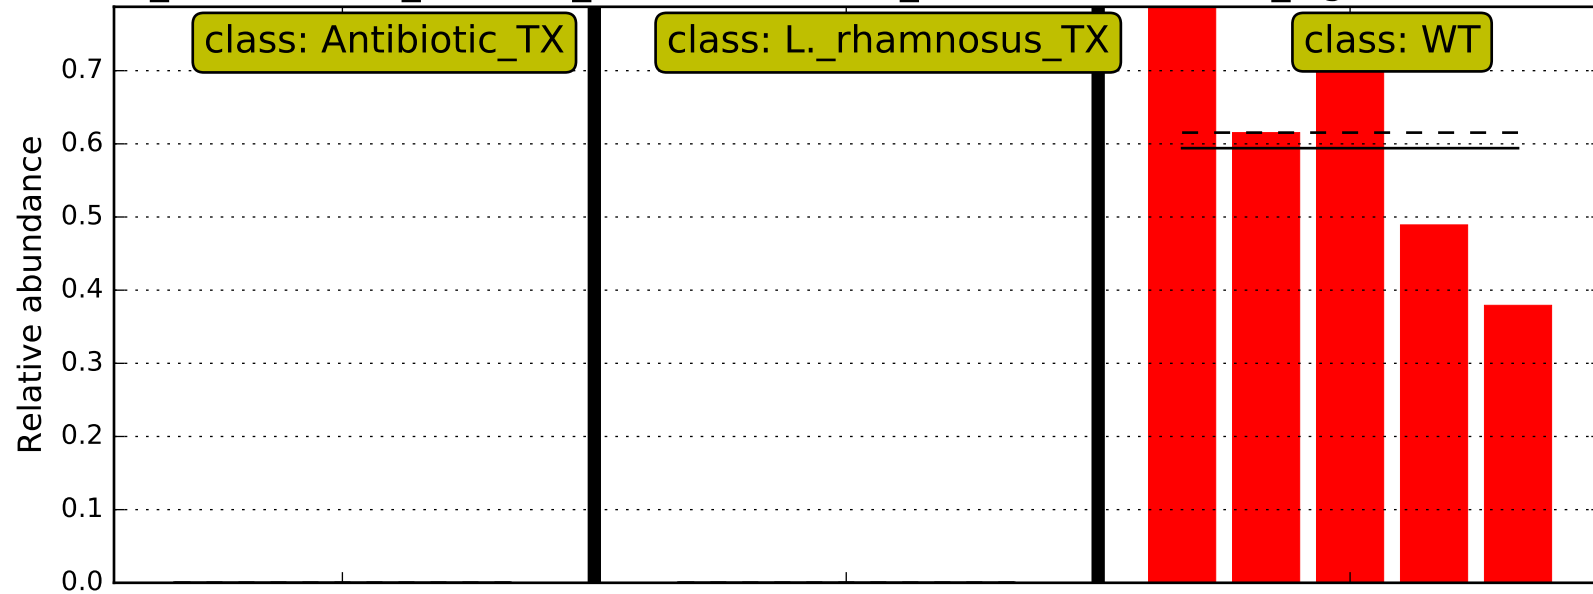 class: Antibiotic_TX
class: L._rhamnosus_TX
class: WT
Relative abundance
0.7
0.6
0.5
0.4
0.3
0.2
0.1
0.0